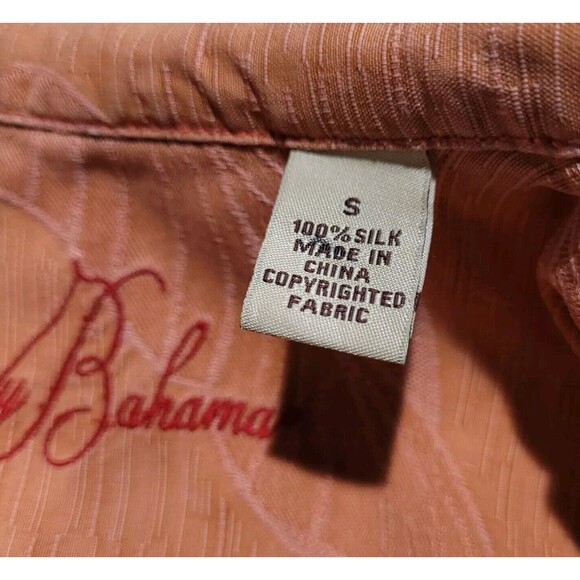 S
100% SILK
MADE IN
CHINA
COPYRIGHTED
FABRIC
y Bahama